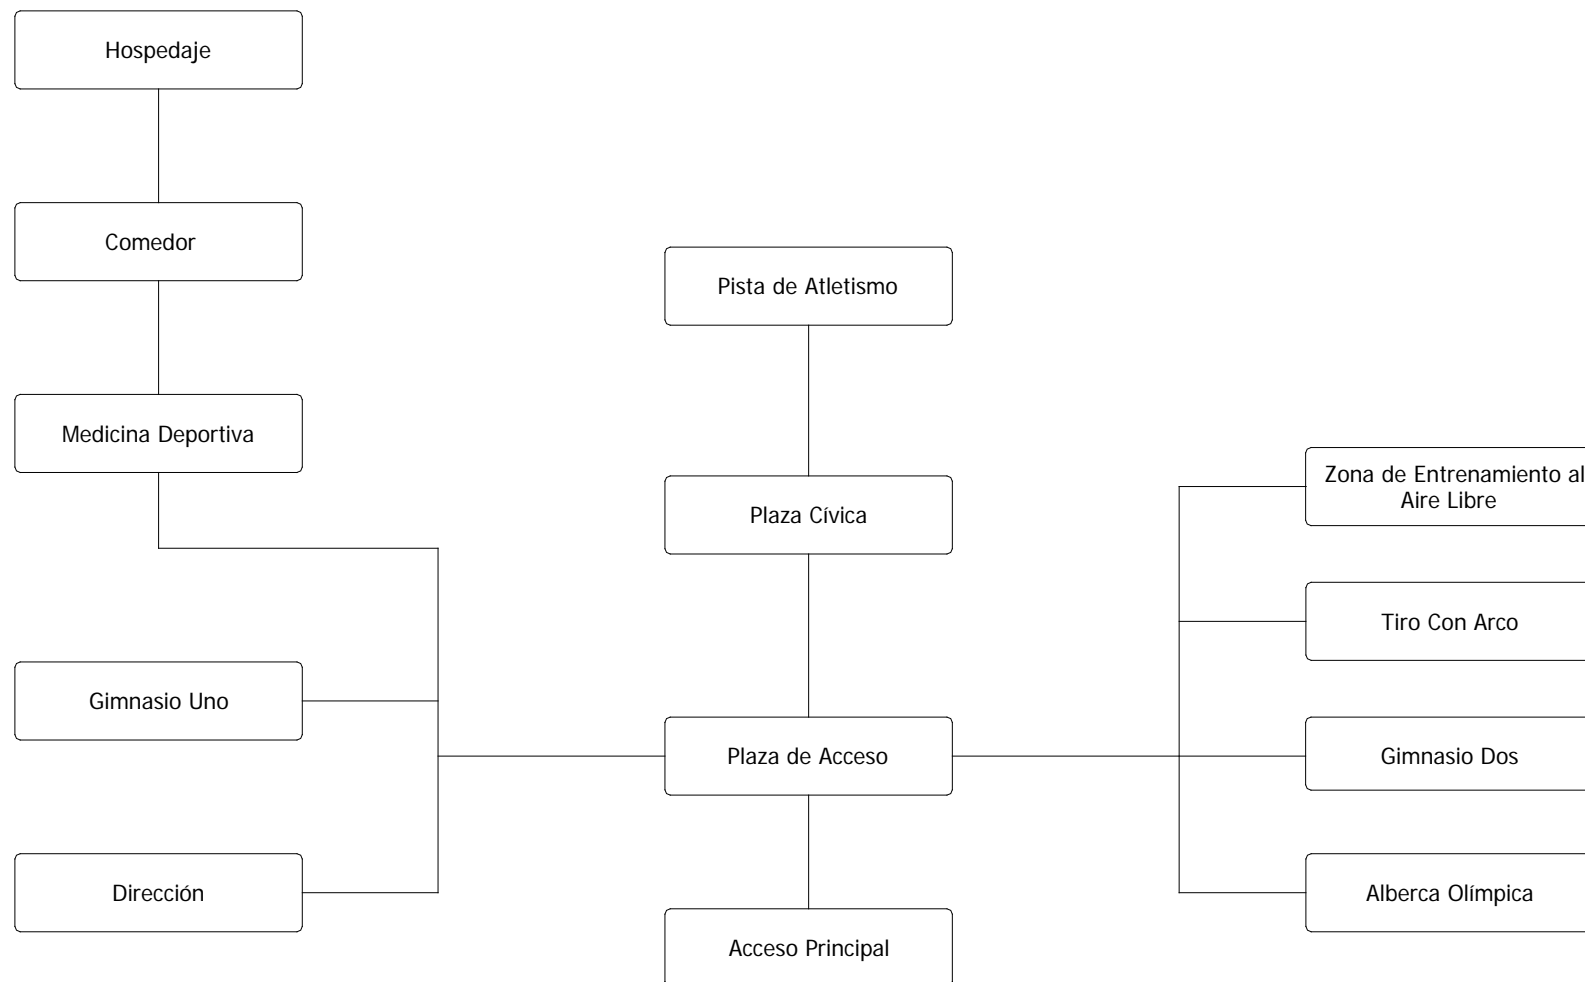 Hospedaje
Comedor
Pista de Atletismo
Medicina Deportiva
Zona de Entrenamiento al
Aire Libre
Plaza Cívica
Tiro Con Arco
Gimnasio Uno
Plaza de Acceso
Gimnasio Dos
Dirección
Alberca Olímpica
Acceso Principal